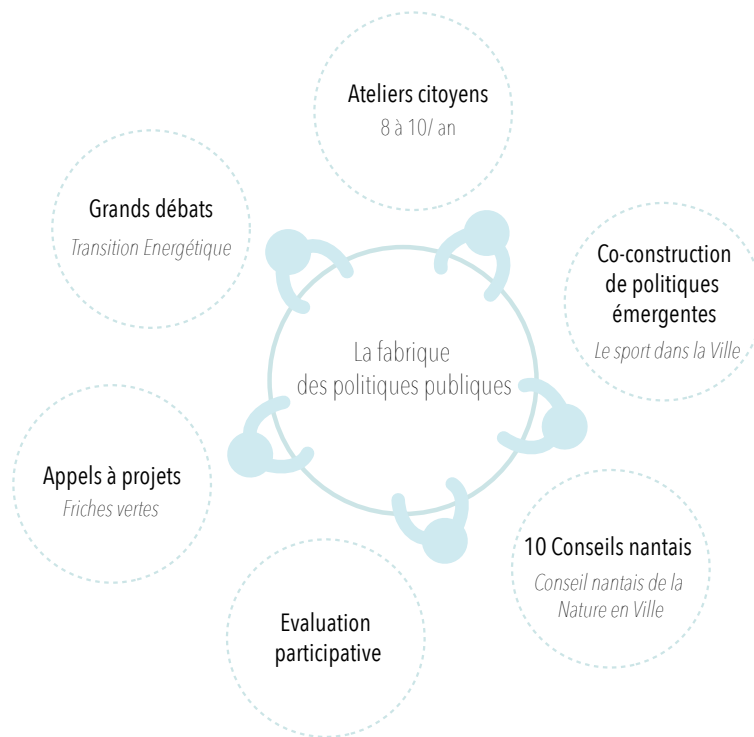 Ateliers citoyens
8 à 10/ an
Grands débats
Transition Energétique
Co-construction
de politiques
émergentes
Le sport dans la Ville
La fabrique
des politiques publiques
Appels à projets
Friches vertes
10 Conseils nantais
Conseil nantais de la
Nature en Ville
Evaluation
participative